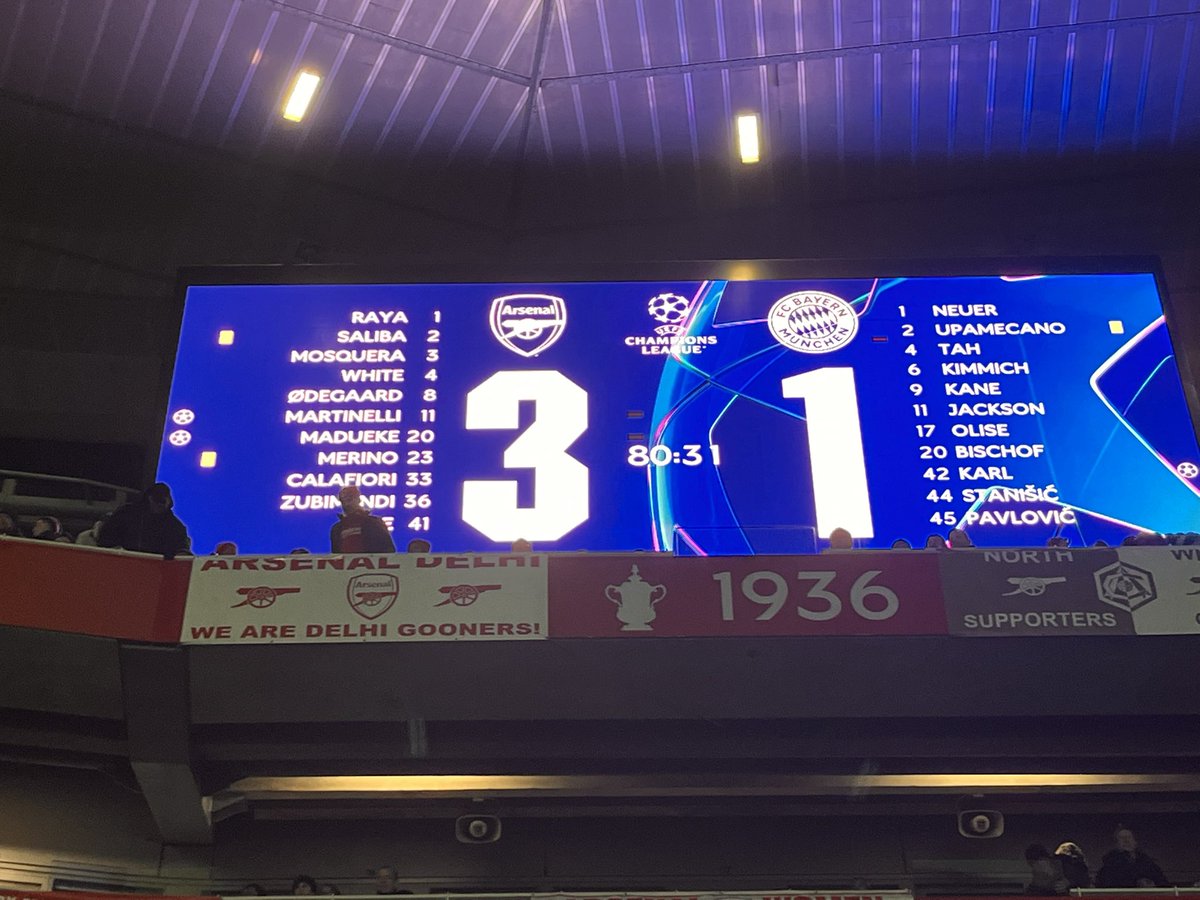 RAYA 1
SALIBA 2
MOSQUERA 3
WHITE 4
ØDEGAARD 8
MARTINELLI 11
MADUEKE 20
MERINO 23
CALAFIORI 33
36
41
Arsenal
3
UEFA
CHAMPIONS
LEAGUE
80:31
FC BAYERN
MÜNCHEN
1
1 NEUER
2 UPAMECANO
4 TAH
6 KIMMICH
9 KANE
11 JACKSON
17 OLISE
20 BISCHOF
42 KARL
44 STANIŠIĆ
45 PAVLOVIĆ
ARSENAL DELHI
Arsenal
WE ARE DELHI GOONERS!
1936
NORTH
SUPPORTERS